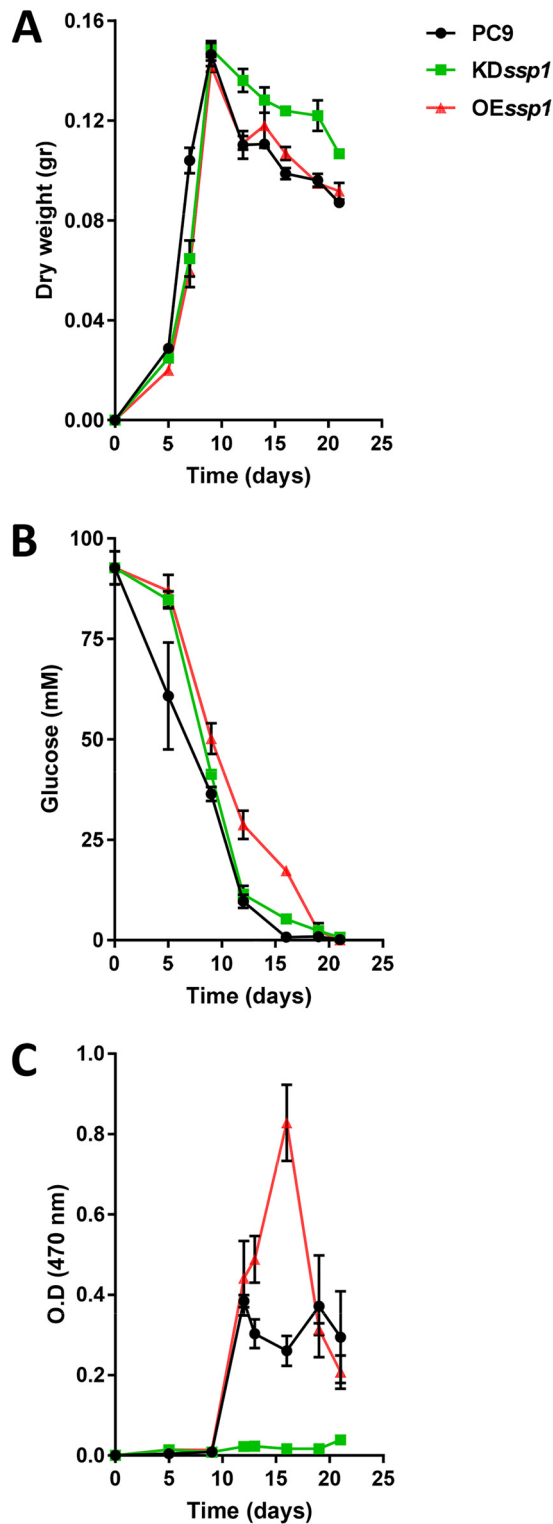 A
PC9
KDssp1
OEssp1
Dry weight (gr)
0.16
0.12
0.08
0.04
0.00
0 5 10 15 20 25
Time (days)
B
Glucose (mM)
100
75
50
25
0
0 5 10 15 20 25
Time (days)
C
O.D (470 nm)
1.0
0.8
0.6
0.4
0.2
0.0
0 5 10 15 20 25
Time (days)